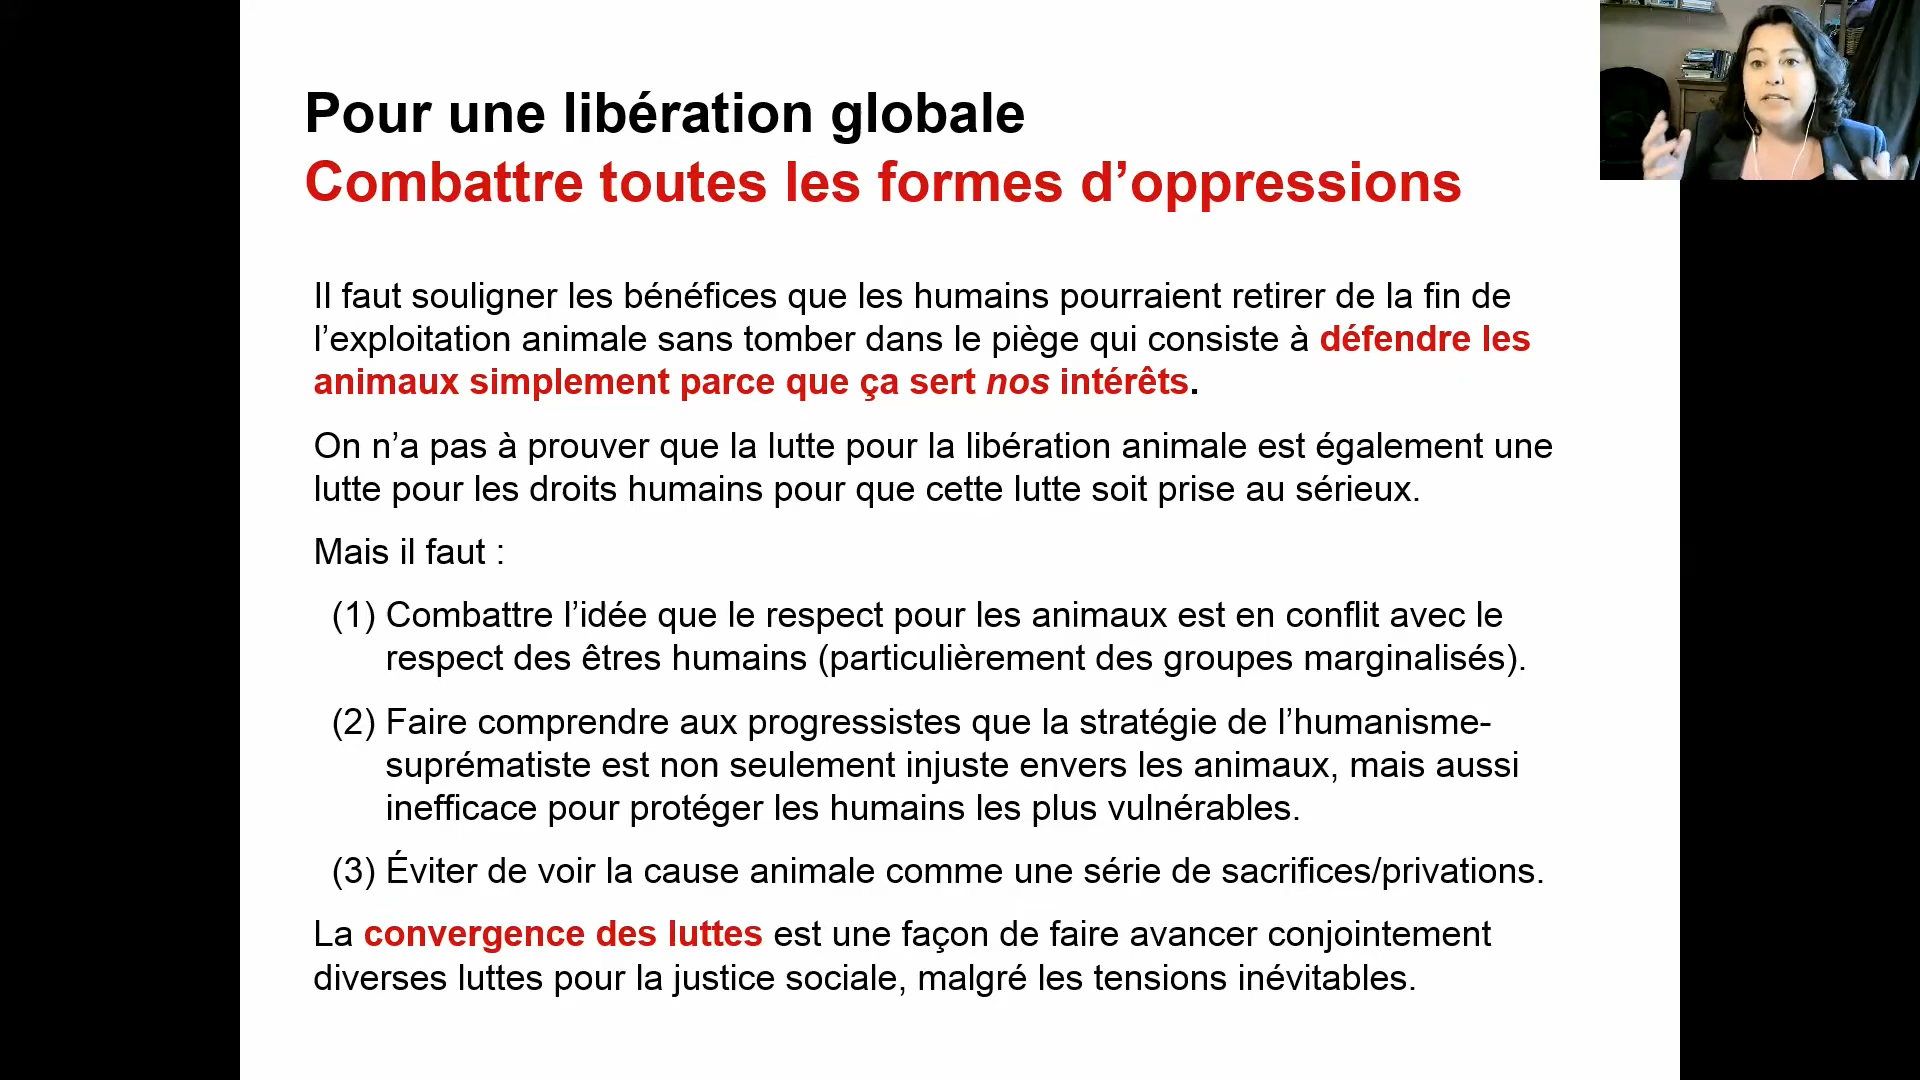 Pour une libération globale
Combattre toutes les formes d’oppressions
Il faut souligner les bénéfices que les humains pourraient retirer de la fin de
l’exploitation animale sans tomber dans le piège qui consiste à défendre les
animaux simplement parce que ça sert nos intérêts.
On n’a pas à prouver que la lutte pour la libération animale est également une
lutte pour les droits humains pour que cette lutte soit prise au sérieux.
Mais il faut :
(1) Combattre l’idée que le respect pour les animaux est en conflit avec le
respect des êtres humains (particulièrement des groupes marginalisés).
(2) Faire comprendre aux progressistes que la stratégie de l’humanisme-
suprématiste est non seulement injuste envers les animaux, mais aussi
inefficace pour protéger les humains les plus vulnérables.
(3) Éviter de voir la cause animale comme une série de sacrifices/privations.
La convergence des luttes est une façon de faire avancer conjointement
diverses luttes pour la justice sociale, malgré les tensions inévitables.